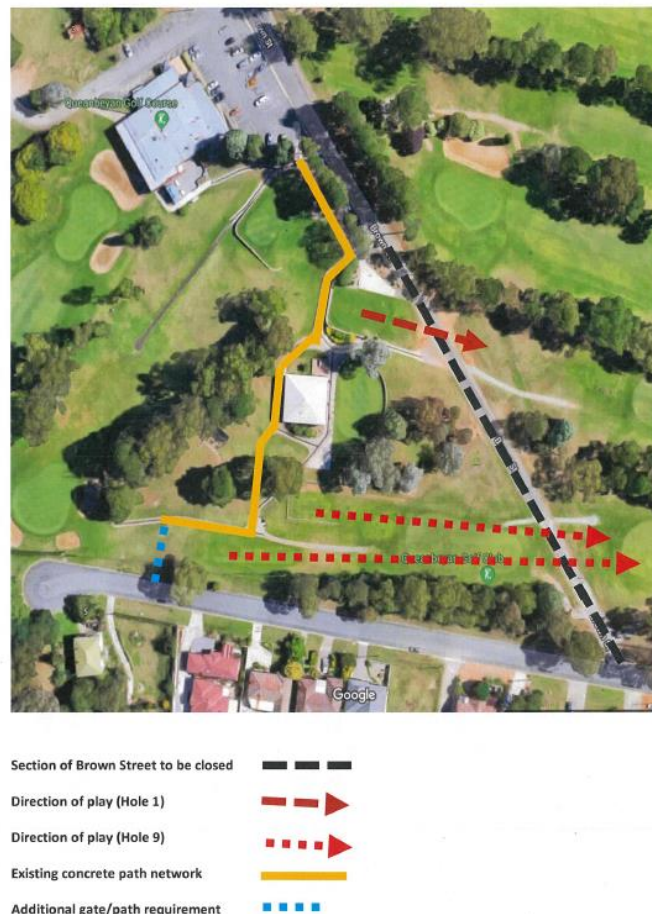 Queanbeyan Golf Course
Brown
Google
Section of Brown Street to be closed
Direction of play (Hole 1)
Direction of play (Hole 9)
Existing concrete path network
Additional gate/path requirement